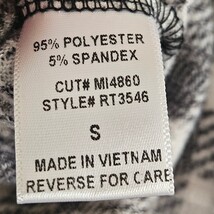 95% POLYESTER
5% SPANDEX
CUT# MI4860
STYLE# RT3546
S
MADE IN VIETNAM
REVERSE FOR CARE